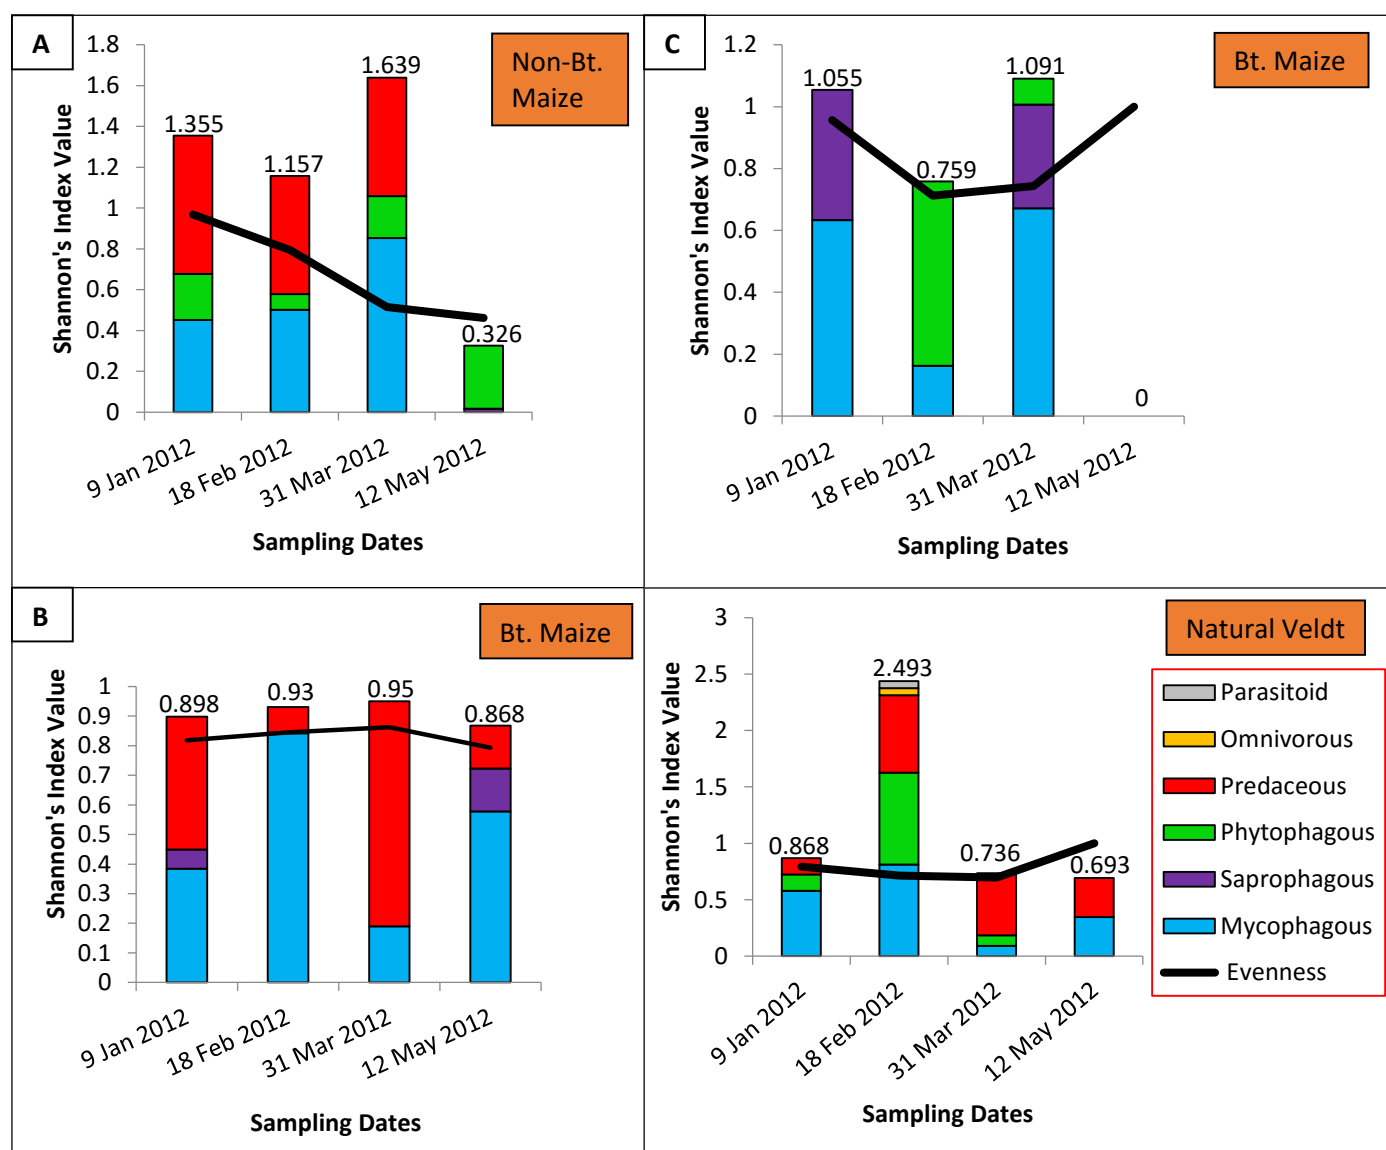 A
Non-Bt.
Maize
Shannon's Index Value
1.8
1.6
1.4
1.2
1
0.8
0.6
0.4
0.2
0
1.355
1.157
1.639
0.326
9 Jan 2012
18 Feb 2012
31 Mar 2012
12 May 2012
Sampling Dates
C
Bt. Maize
Shannon's Index Value
1.2
1
0.8
0.6
0.4
0.2
0
1.055
0.759
1.091
0
9 Jan 2012
18 Feb 2012
31 Mar 2012
12 May 2012
Sampling Dates
B
Bt. Maize
Shannon's Index Value
1
0.9
0.8
0.7
0.6
0.5
0.4
0.3
0.2
0.1
0
0.898
0.93
0.95
0.868
9 Jan 2012
18 Feb 2012
31 Mar 2012
12 May 2012
Sampling Dates
Natural Veldt
Shannon's Index Value
3
2.5
2
1.5
1
0.5
0
0.868
2.493
0.736
0.693
9 Jan 2012
18 Feb 2012
31 Mar 2012
12 May 2012
Sampling Dates
Parasitoid
Omnivorous
Predaceous
Phytophagous
Saprophagous
Mycophagous
Evenness